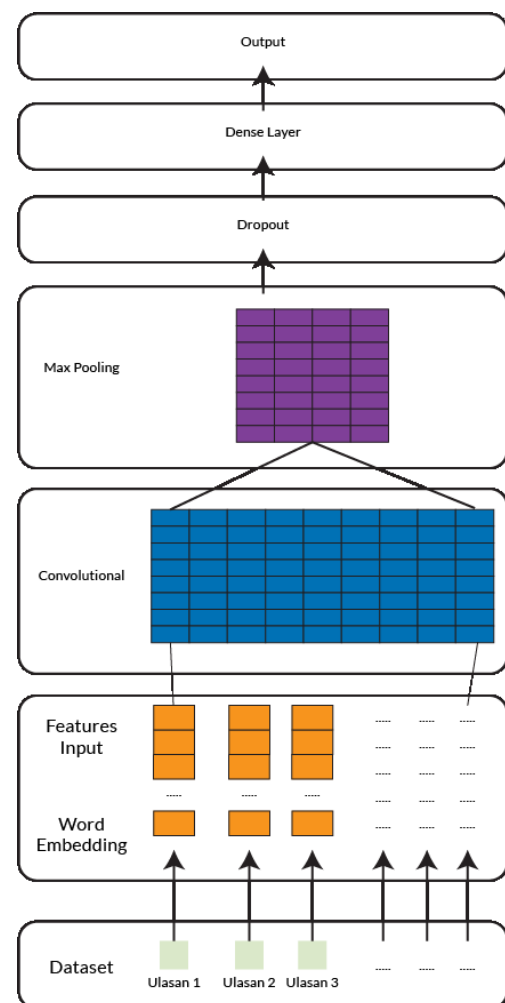 Output
Dense Layer
Dropout
Max Pooling
Convolutional
Features
Input
.....  .....  .....
.....  .....  .....
.....  .....  .....
.....  .....  .....  .....  .....  .....
Word
Embedding
.....  .....  .....
Dataset
.....  .....  .....
Ulasan 1  Ulasan 2  Ulasan 3